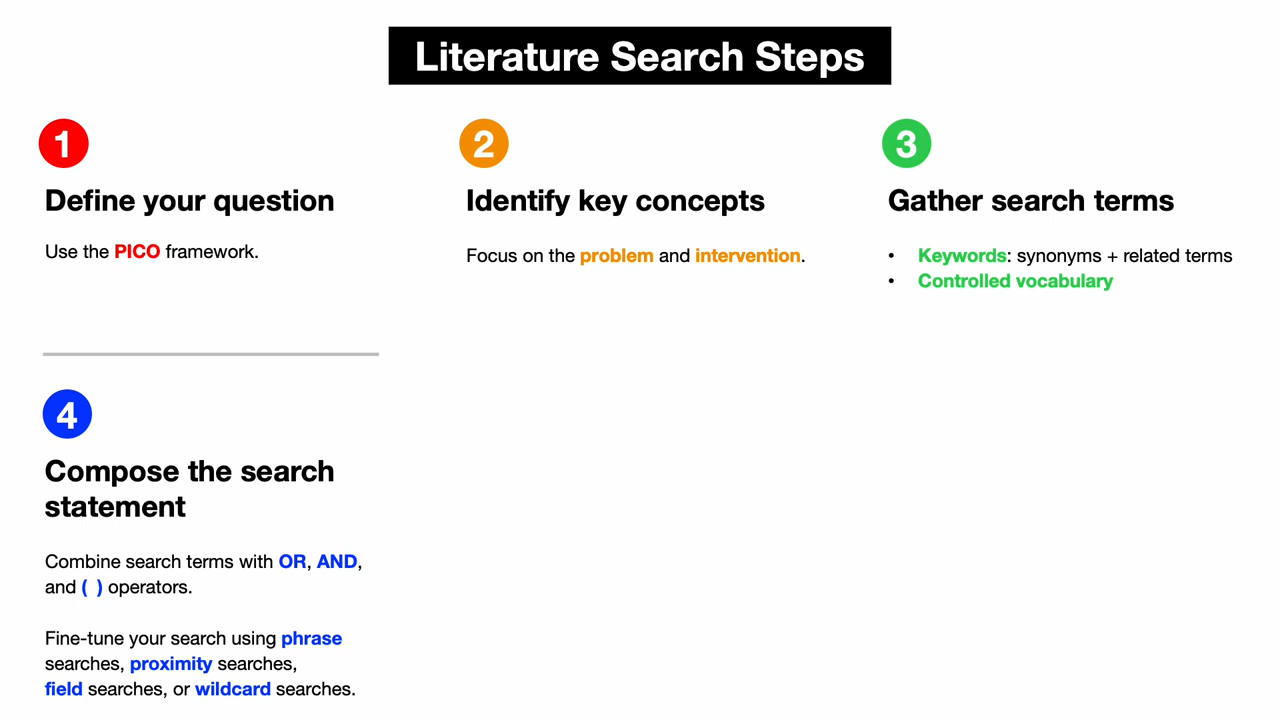 Literature Search Steps
1
Define your question
Use the PICO framework.
2
Identify key concepts
Focus on the problem and intervention.
3
Gather search terms
• Keywords: synonyms + related terms
• Controlled vocabulary
4
Compose the search
statement
Combine search terms with OR, AND,
and ( ) operators.
Fine-tune your search using phrase
searches, proximity searches,
field searches, or wildcard searches.